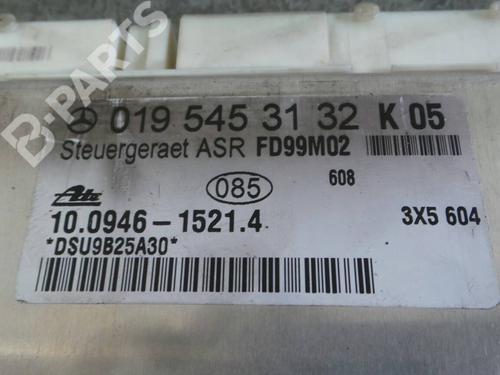 B-PARTS
019 545 31 32 K 05
Steuergeraet ASR FD99M02
085 608
Ate
10.0946-1521.4 3X5 604
*DSU9B25A30*